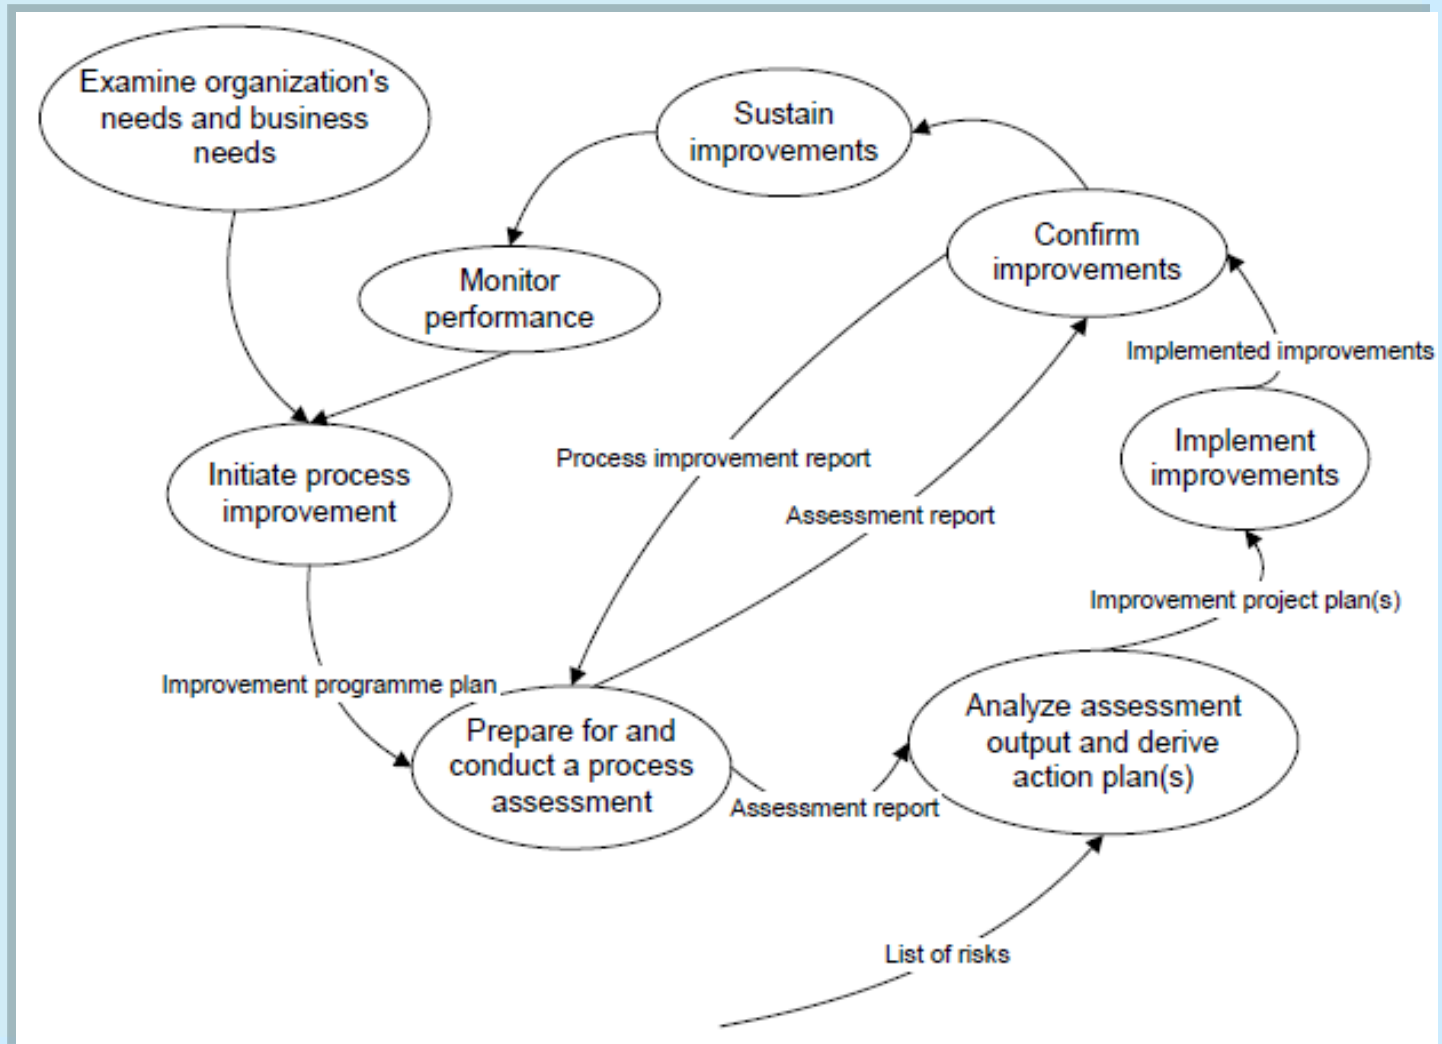 Examine organization's
needs and business
needs
Sustain
improvements
Confirm
improvements
Monitor
performance
Implemented improvements
Implement
improvements
Process improvement report
Assessment report
Initiate process
improvement
Improvement project plan(s)
Improvement programme plan
Prepare for and
conduct a process
assessment
Analyze assessment
output and derive
action plan(s)
Assessment report
List of risks